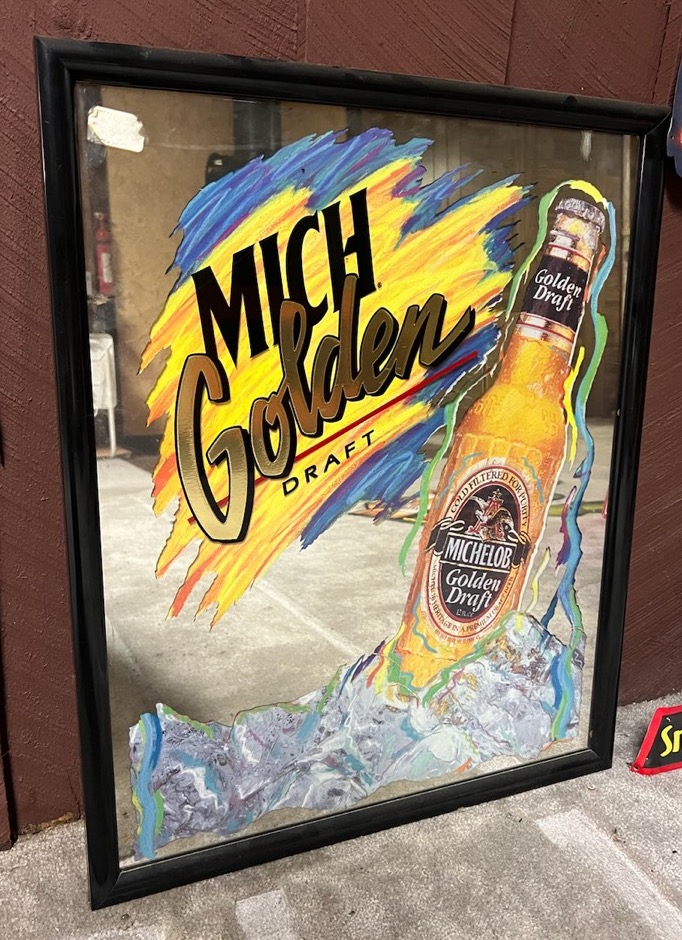 MICH
Golden
DRAFT
Golden
Draft
COLD FILTERED FOR PURITY
MICHELOB
Golden
Draft